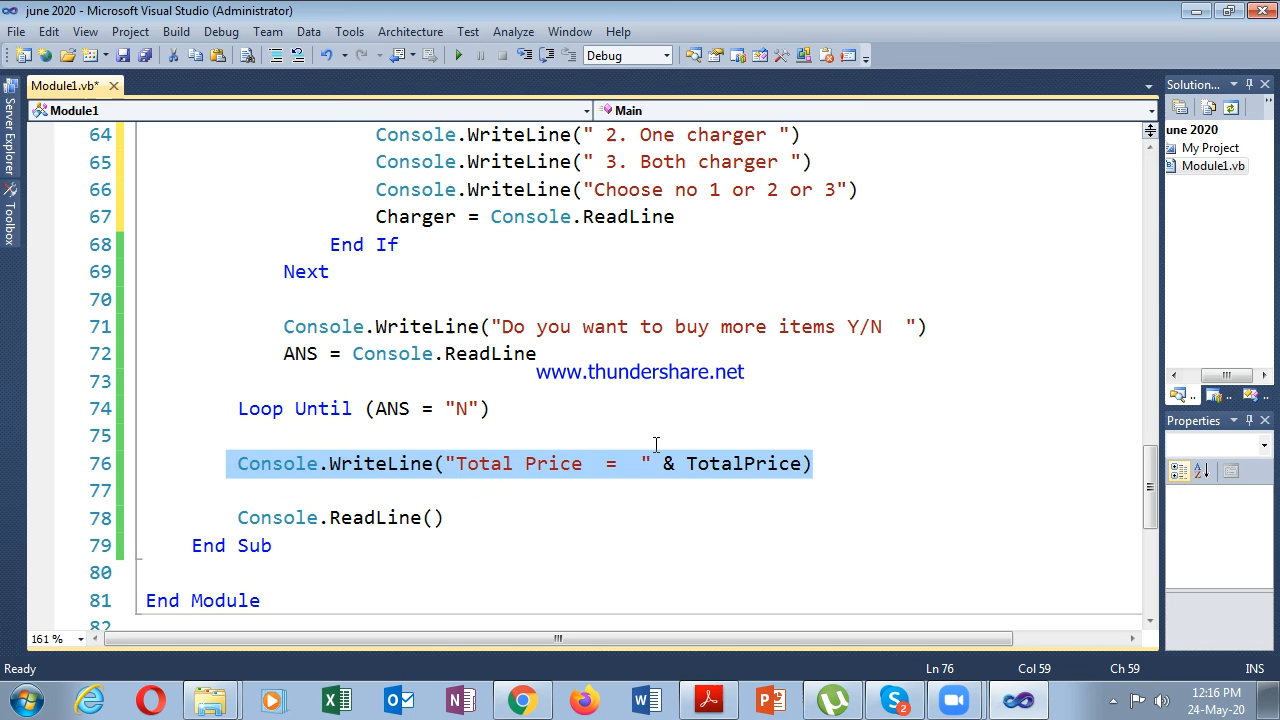 june 2020 - Microsoft Visual Studio (Administrator)
File Edit View Project Build Debug Team Data Tools Architecture Test Analyze Window Help
Debug
Module1.vb*
Solution...
Module1 Main
Server Explorer
Toolbox
64 Console.WriteLine(" 2. One charger ")
65 Console.WriteLine(" 3. Both charger ")
66 Console.WriteLine("Choose no 1 or 2 or 3")
67 Charger = Console.ReadLine
68 End If
69 Next
70
71 Console.WriteLine("Do you want to buy more items Y/N  ")
72 ANS = Console.ReadLine
www.thundershare.net
73
74 Loop Until (ANS = "N")
75
76 Console.WriteLine("Total Price  =  " & TotalPrice)
77
78 Console.ReadLine()
79 End Sub
80
81 End Module
82
une 2020
My Project
Module1.vb
Properties
161 %
Ready Ln 76 Col 59 Ch 59 INS
12:16 PM
24-May-20